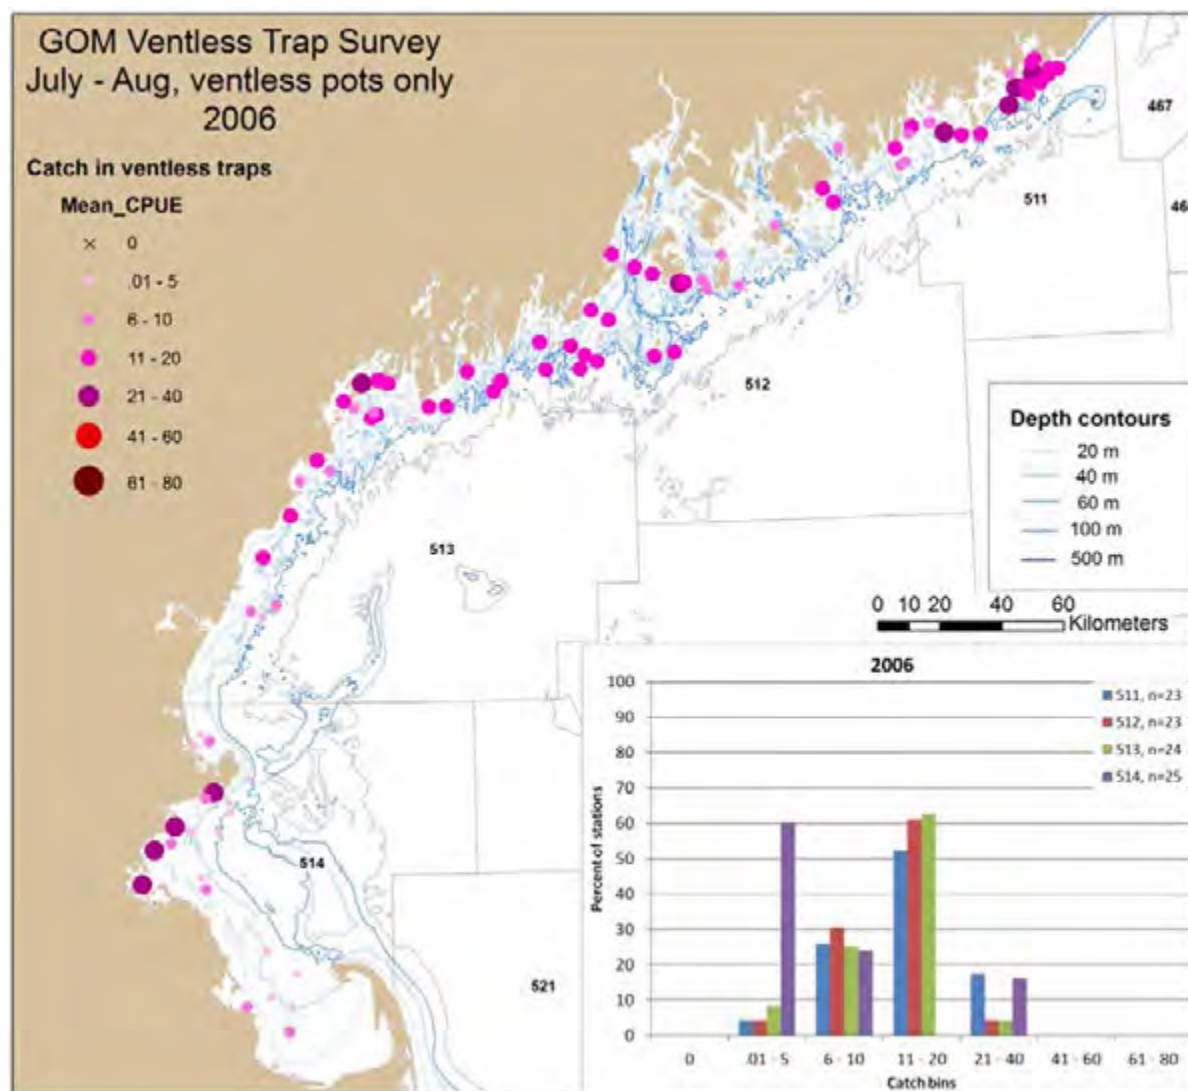 GOM Ventless Trap Survey
July - Aug, ventless pots only
2006
Catch in ventless traps
Mean_CPUE
0
.01 - 5
6 - 10
11 - 20
21 - 40
41 - 60
61 - 80
467
511
46
512
513
514
521
Depth contours
20 m
40 m
60 m
100 m
500 m
0 10 20 40 60
Kilometers
2006
Percent of stations
100
90
80
70
60
50
40
30
20
10
0
0 .01 - 5 6 - 10 11 - 20 21 - 40 41 - 60 61 - 80
Catch bins
511, n=23
512, n=23
513, n=24
514, n=25